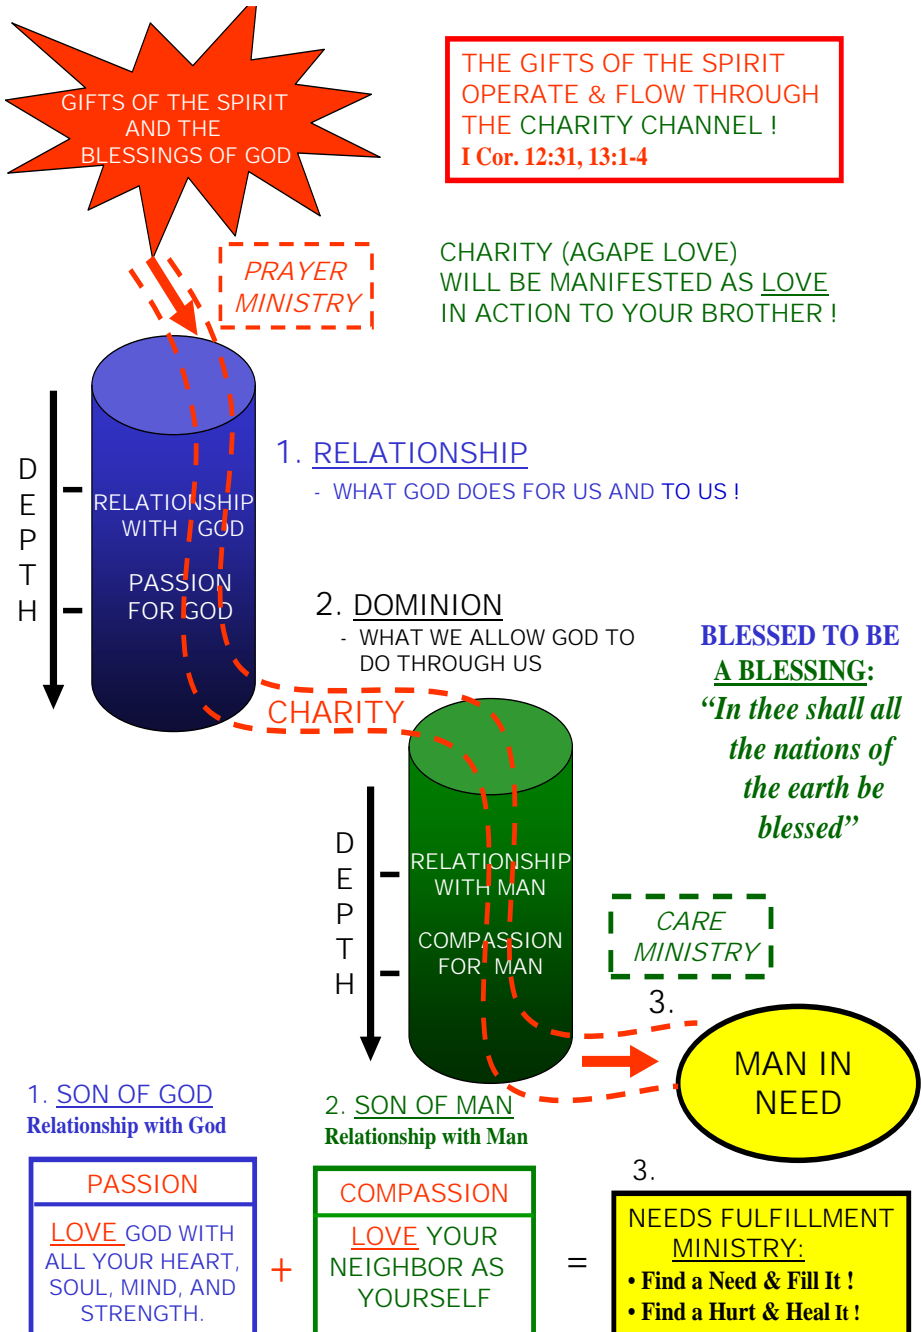 GIFTS OF THE SPIRIT
AND THE
BLESSINGS OF GOD
THE GIFTS OF THE SPIRIT
OPERATE & FLOW THROUGH
THE CHARITY CHANNEL !
I Cor. 12:31, 13:1-4
PRAYER
MINISTRY
CHARITY (AGAPE LOVE)
WILL BE MANIFESTED AS LOVE
IN ACTION TO YOUR BROTHER !
D
E
P
T
H
RELATIONSHIP
WITH GOD
PASSION
FOR GOD
1. RELATIONSHIP
- WHAT GOD DOES FOR US AND TO US !
2. DOMINION
- WHAT WE ALLOW GOD TO
DO THROUGH US
BLESSED TO BE
A BLESSING:
“In thee shall all
the nations of
the earth be
blessed”
CHARITY
D
E
P
T
H
RELATIONSHIP
WITH MAN
COMPASSION
FOR MAN
CARE
MINISTRY
3.
MAN IN
NEED
1. SON OF GOD
Relationship with God
PASSION
LOVE GOD WITH
ALL YOUR HEART,
SOUL, MIND, AND
STRENGTH.
+
2. SON OF MAN
Relationship with Man
COMPASSION
LOVE YOUR
NEIGHBOR AS
YOURSELF
=
3.
NEEDS FULFILLMENT
MINISTRY:
• Find a Need & Fill It !
• Find a Hurt & Heal It !